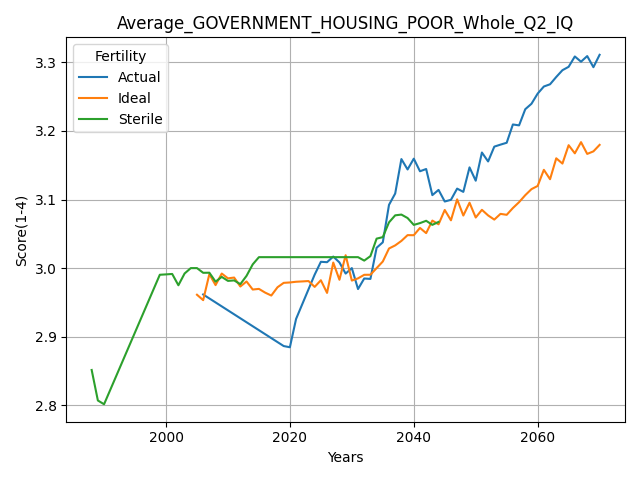 Average_GOVERNMENT_HOUSING_POOR_Whole_Q2_IQ
Fertility
Actual
Ideal
Sterile
Score(1-4)
3.3
3.2
3.1
3.0
2.9
2.8
2000
2020
2040
2060
Years